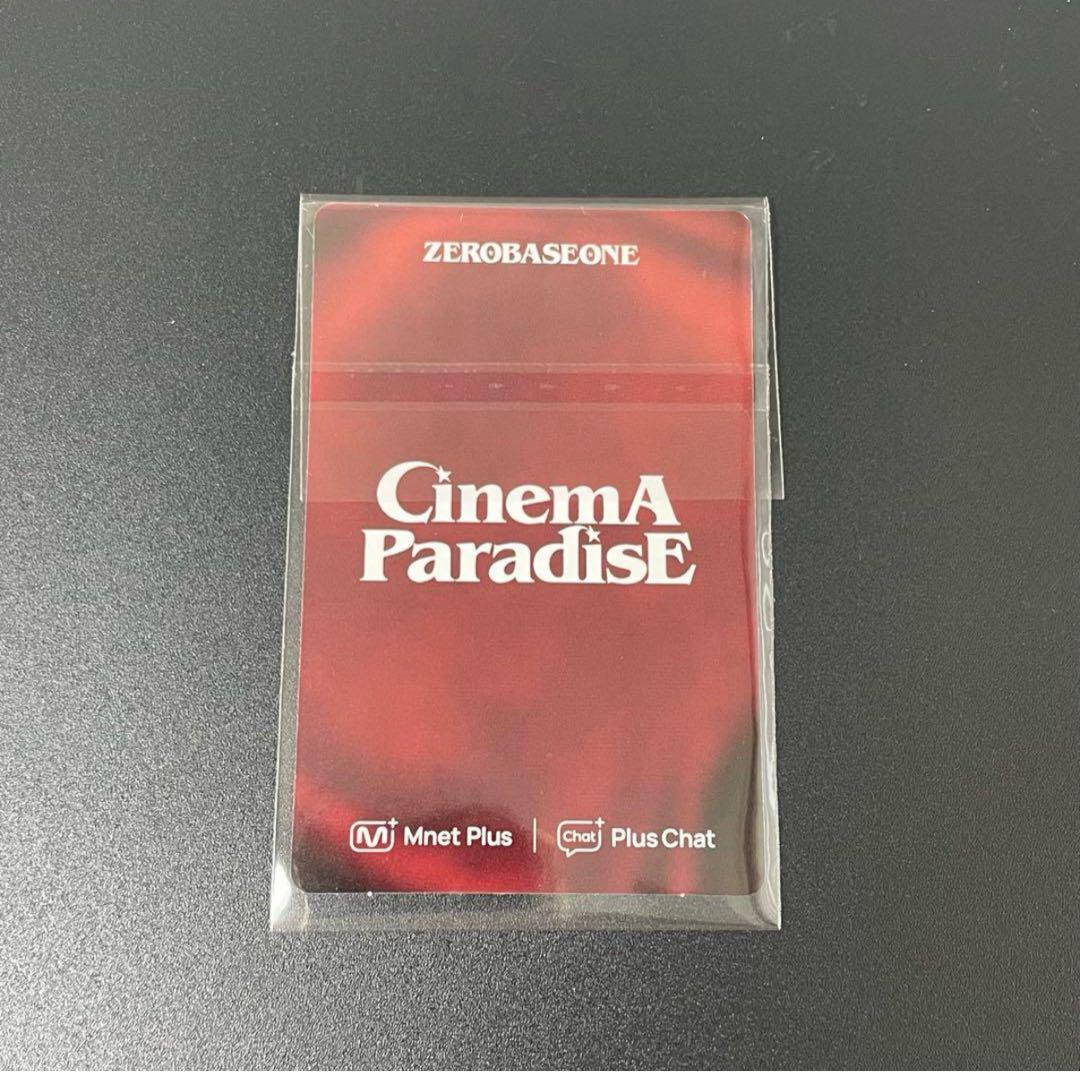 ZEROBASEONE
CinemA
ParadisE
M Mnet Plus | Chat Plus Chat